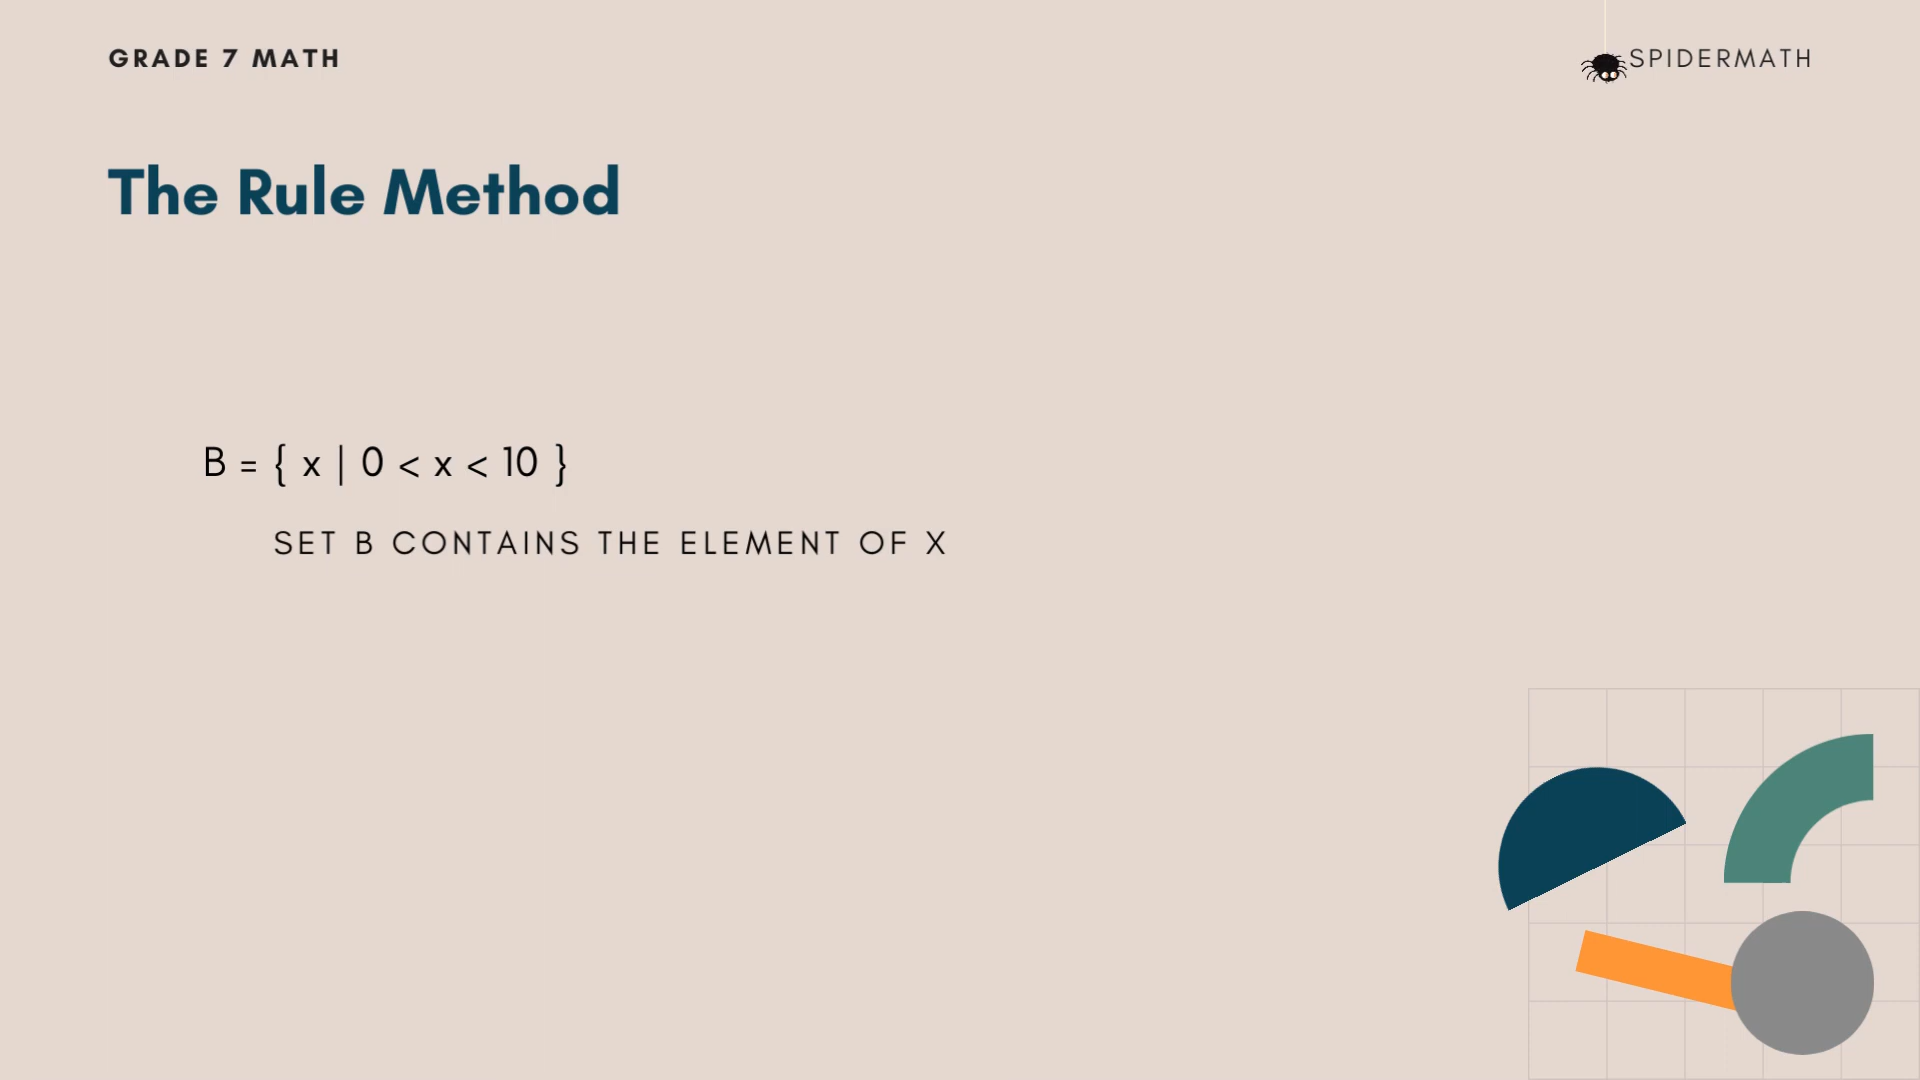 GRADE 7 MATH
SPIDERMATH
The Rule Method
B = { x | 0 < x < 10 }
SET B CONTAINS THE ELEMENT OF X